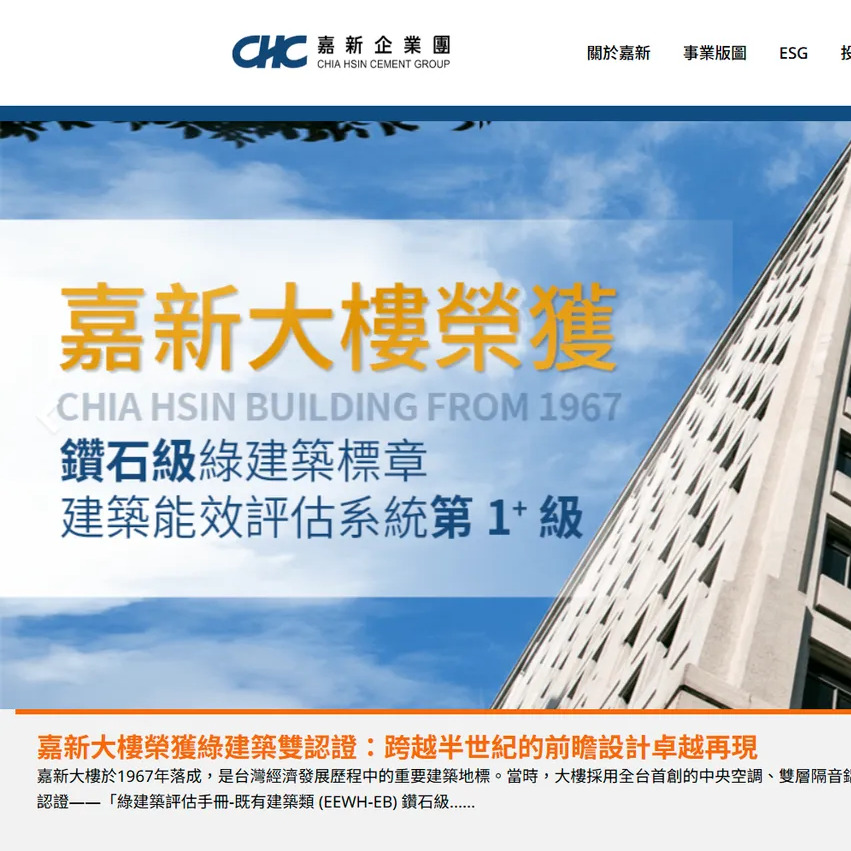 CHC 嘉新企業團
CHIA HSIN CEMENT GROUP
關於嘉新 事業版圖 ESG 投
嘉新大樓榮獲
CHIA HSIN BUILDING FROM 1967
鑽石級綠建築標章
建築能效評估系統第 1⁺ 級
嘉新大樓榮獲綠建築雙認證：跨越半世紀的前瞻設計卓越再現
嘉新大樓於1967年落成，是台灣經濟發展歷程中的重要建築地標。當時，大樓採用全台首創的中央空調、雙層隔音
認證——「綠建築評估手冊-既有建築類 (EEWH-EB) 鑽石級......